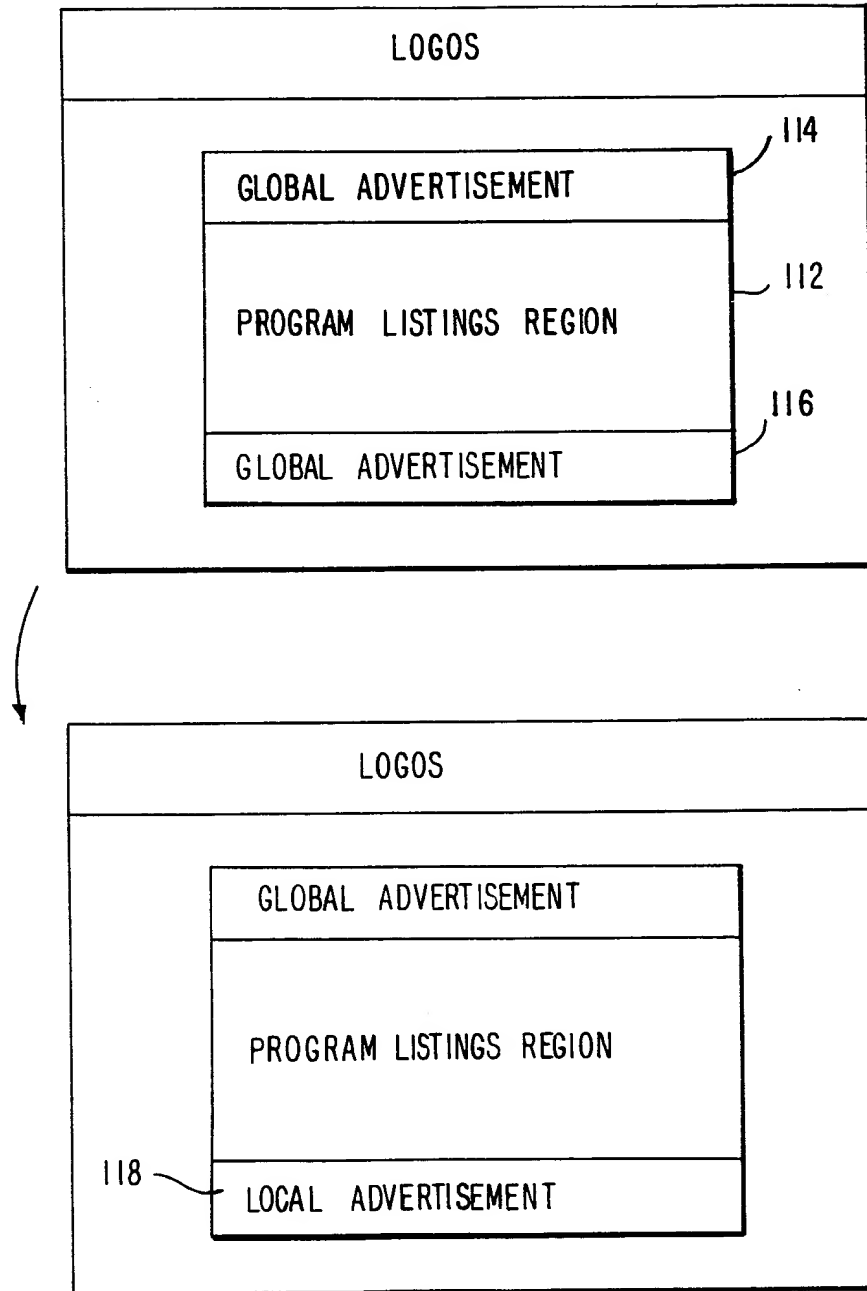 LOGOS
114
GLOBAL ADVERTISEMENT
112
PROGRAM LISTINGS REGION
116
GLOBAL ADVERTISEMENT
LOGOS
GLOBAL ADVERTISEMENT
PROGRAM LISTINGS REGION
118
LOCAL ADVERTISEMENT